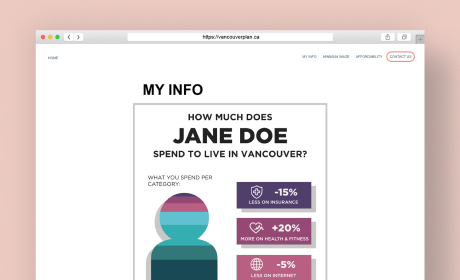 https://vancouverplan.ca
HOME
MY INFO
MINIMUM WAGE
AFFORDABILITY
CONTACT US
MY INFO
HOW MUCH DOES
JANE DOE
SPEND TO LIVE IN VANCOUVER?
WHAT YOU SPEND PER
CATEGORY:
-15%
LESS ON INSURANCE
+20%
MORE ON HEALTH & FITNESS
-5%
LESS ON INTERNET